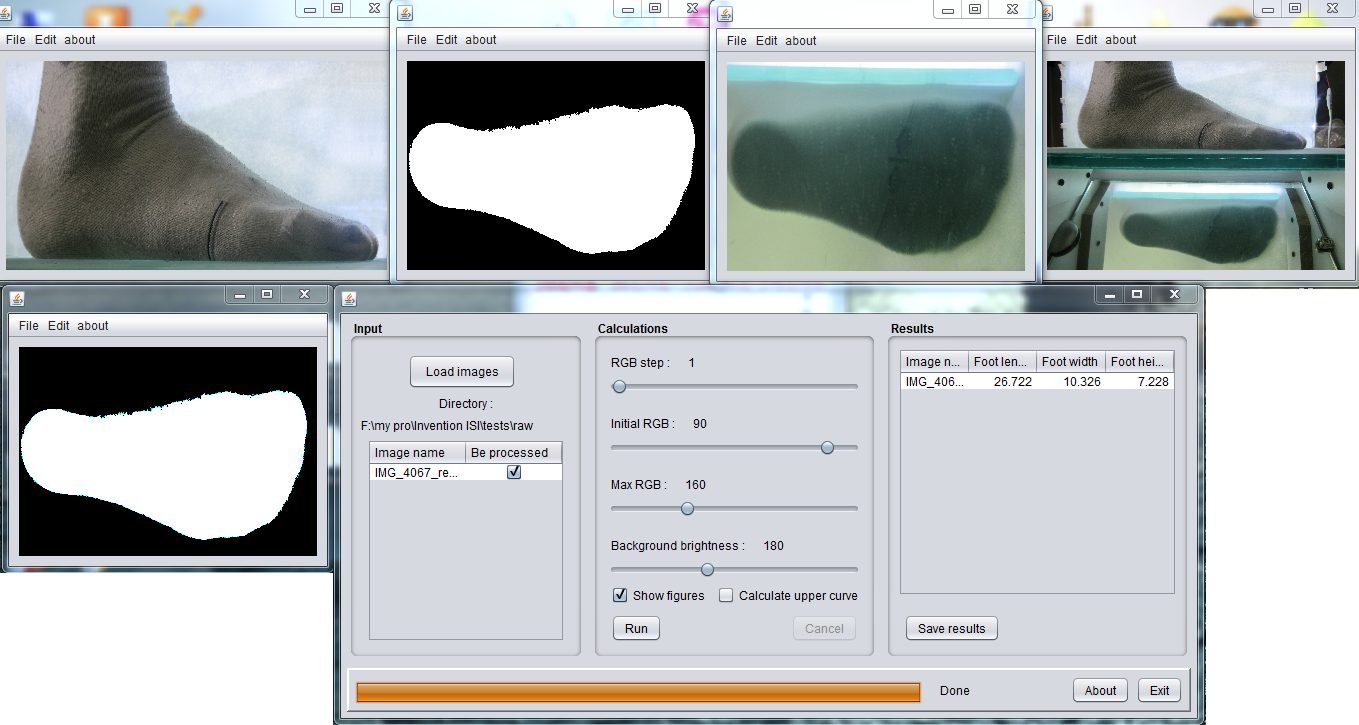 File Edit about
File Edit about
File Edit about
File Edit about
File Edit about
Input
Load images
Directory :
F:\my pro\Invention ISI\tests\raw
Image name Be processed
IMG_4067_re...
Calculations
RGB step : 1
Initial RGB : 90
Max RGB : 160
Background brightness : 180
Show figures Calculate upper curve
Run Cancel
Results
Image n... Foot len... Foot width Foot hei...
IMG_406... 26.722 10.326 7.228
Save results
Done About Exit